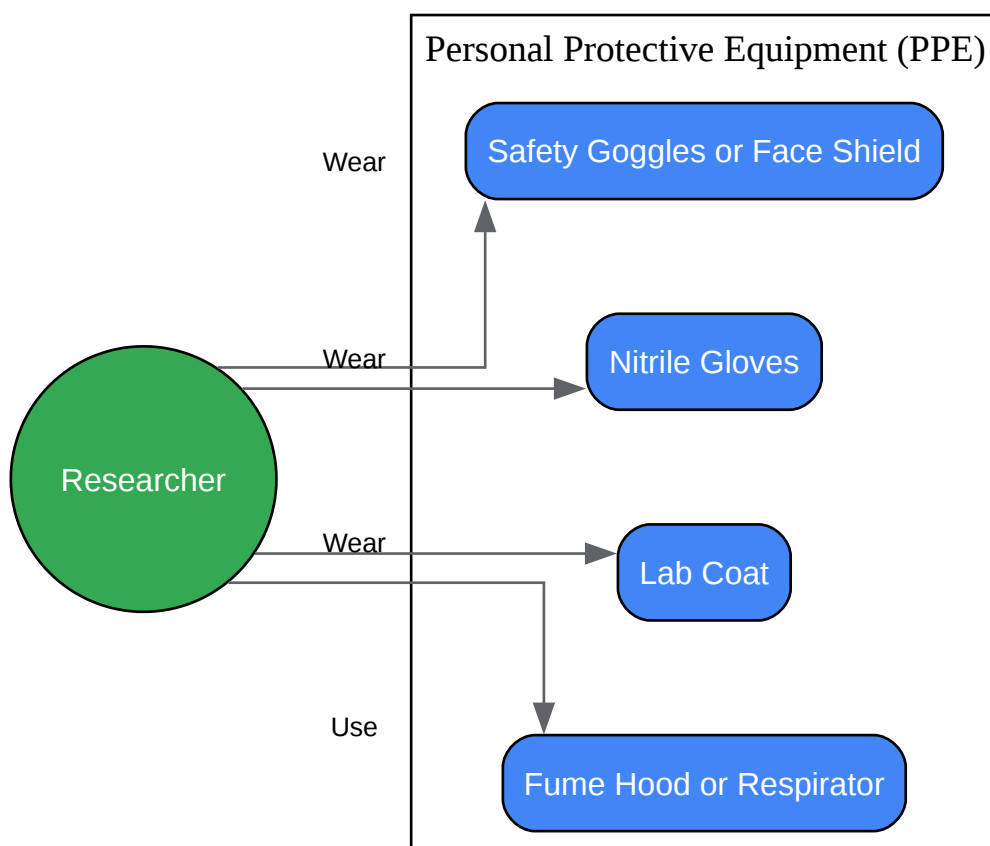 Personal Protective Equipment (PPE)
Wear
Safety Goggles or Face Shield
Wear
Nitrile Gloves
Researcher
Wear
Lab Coat
Use
Fume Hood or Respirator